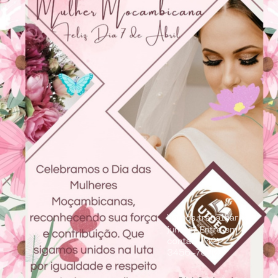 Mulher Moçambicana
Feliz Dia 7 de Abril
Celebramos o Dia das
Mulheres
Moçambicanas,
reconhecendo sua força
e contribuição. Que
sigamos unidos na luta
por igualdade e respeito